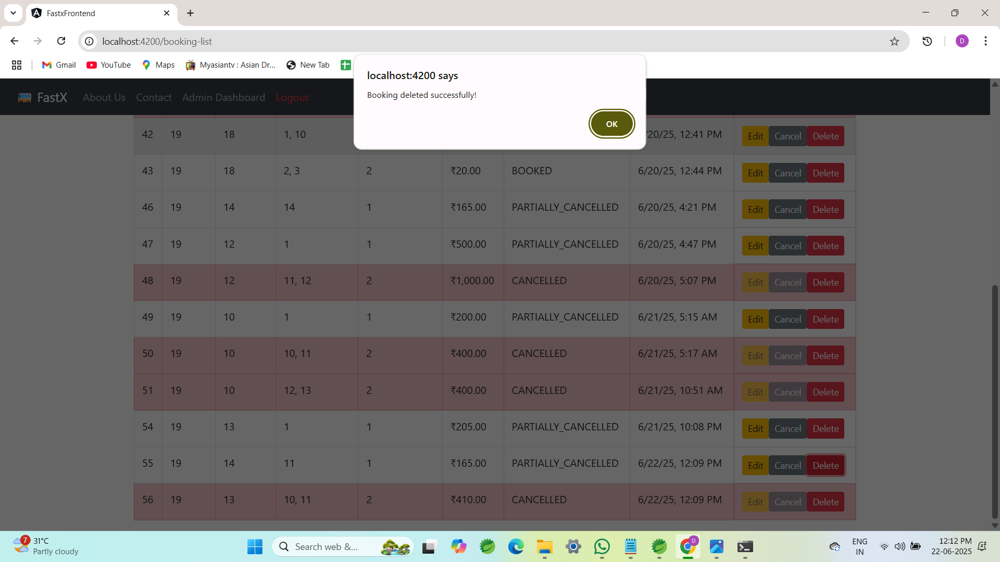 FastxFrontend
localhost:4200/booking-list
D
Gmail YouTube Maps Myasiantv : Asian Dr... New Tab
localhost:4200 says
Booking deleted successfully!
OK
FastX About Us Contact Admin Dashboard Logout
42 19 18 1, 10 /20/25, 12:41 PM Edit Cancel Delete
43 19 18 2, 3 2 ₹20.00 BOOKED 6/20/25, 12:44 PM Edit Cancel Delete
46 19 14 14 1 ₹165.00 PARTIALLY_CANCELLED 6/20/25, 4:21 PM Edit Cancel Delete
47 19 12 1 1 ₹500.00 PARTIALLY_CANCELLED 6/20/25, 4:47 PM Edit Cancel Delete
48 19 12 11, 12 2 ₹1,000.00 CANCELLED 6/20/25, 5:07 PM Edit Cancel Delete
49 19 10 1 1 ₹200.00 PARTIALLY_CANCELLED 6/21/25, 5:15 AM Edit Cancel Delete
50 19 10 10, 11 2 ₹400.00 CANCELLED 6/21/25, 5:17 AM Edit Cancel Delete
51 19 10 12, 13 2 ₹400.00 CANCELLED 6/21/25, 10:51 AM Edit Cancel Delete
54 19 13 1 1 ₹205.00 PARTIALLY_CANCELLED 6/21/25, 10:08 PM Edit Cancel Delete
55 19 14 11 1 ₹165.00 PARTIALLY_CANCELLED 6/22/25, 12:09 PM Edit Cancel Delete
56 19 13 10, 11 2 ₹410.00 CANCELLED 6/22/25, 12:09 PM Edit Cancel Delete
7 31°C
Partly cloudy
Search web &...
D
ENG
IN
12:12 PM
22-06-2025